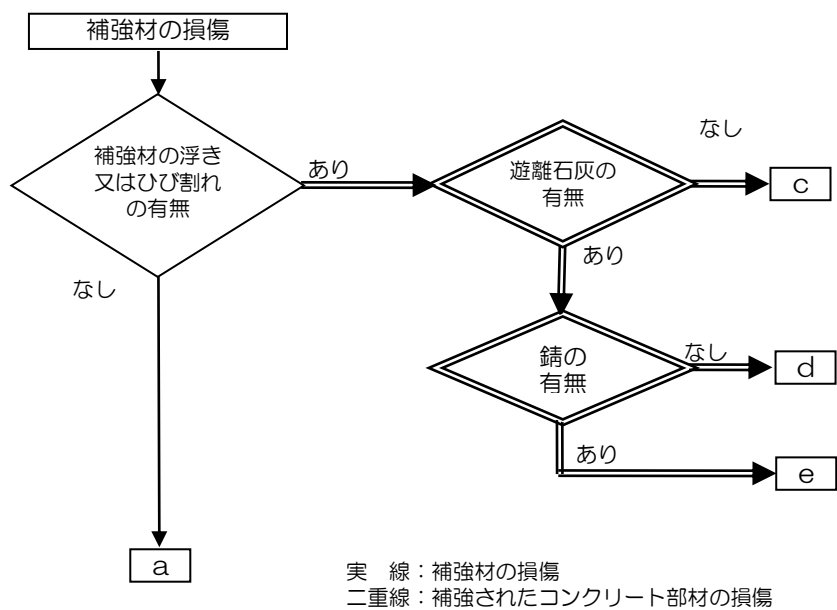 補強材の損傷
補強材の浮き
又はひび割れ
の有無
あり
遊離石灰の
有無
なし
c
あり
なし
錆の
有無
なし
d
あり
e
a
実　線：補強材の損傷
二重線：補強されたコンクリート部材の損傷